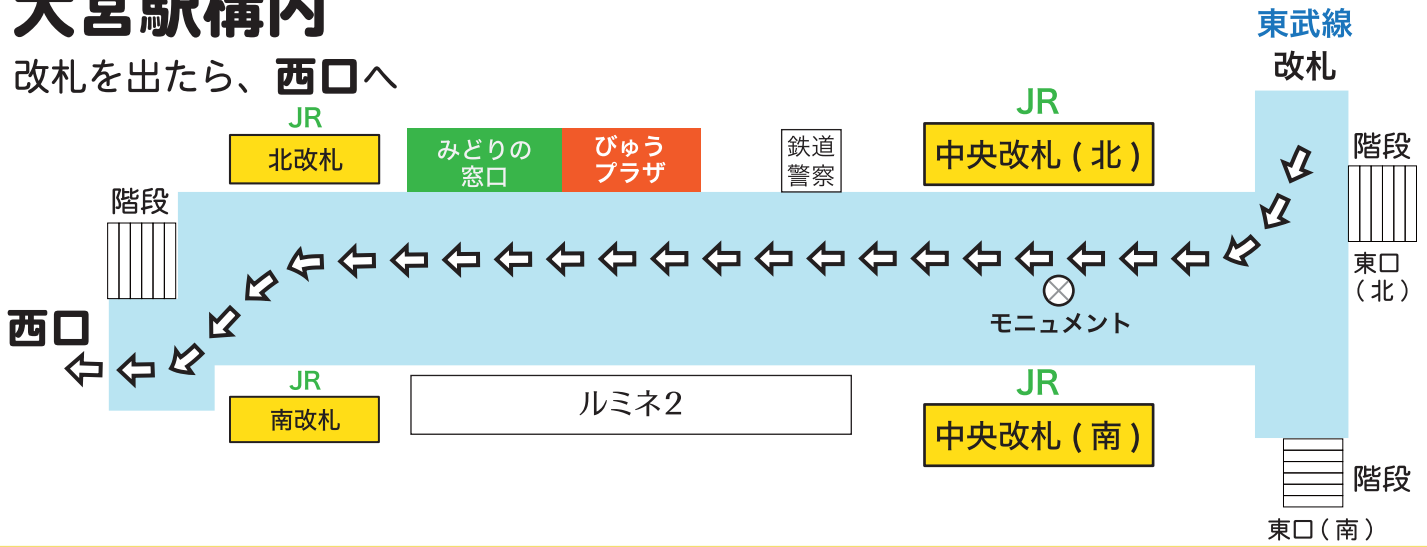 大宮駅構内
改札を出たら、西口へ
東武線
改札
JR
北改札
みどりの
窓口
びゅう
プラザ
鉄道
警察
JR
中央改札(北)
階段
東口
(北)
階段
西口
モニュメント
JR
南改札
ルミネ2
JR
中央改札(南)
階段
東口(南)